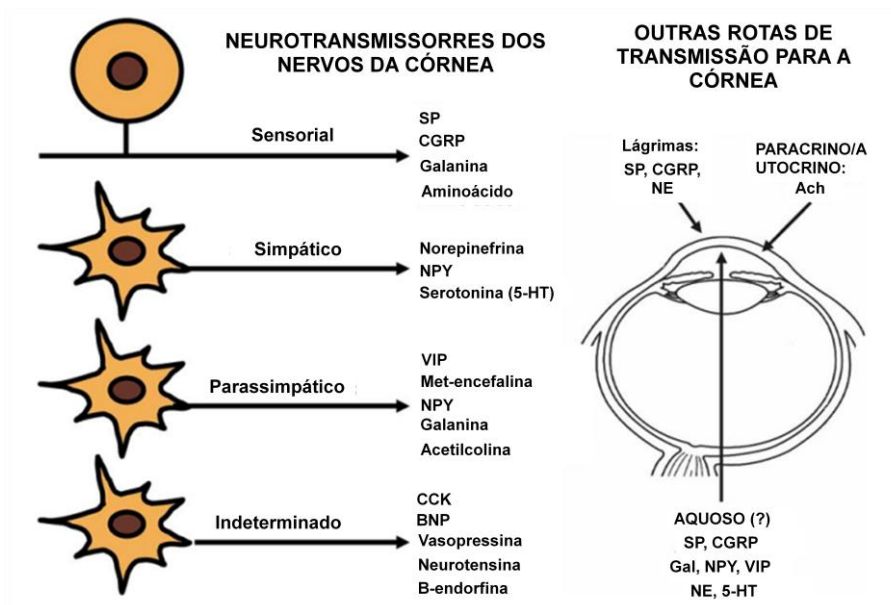 NEUROTRANSMISSORRES DOS
NERVOS DA CÓRNEA
Sensorial
SP
CGRP
Galanina
Aminoácido
Simpático
Norepinefrina
NPY
Serotonina (5-HT)
Parassimpático
VIP
Met-encefalina
NPY
Galanina
Acetilcolina
Indeterminado
CCK
BNP
Vasopressina
Neurotensina
B-endorfina
OUTRAS ROTAS DE
TRANSMISSÃO PARA A
CÓRNEA
Lágrimas:
SP, CGRP,
NE
PARACRINO/A
UTOCRINO:
Ach
AQUOSO (?)
SP, CGRP
Gal, NPY, VIP
NE, 5-HT